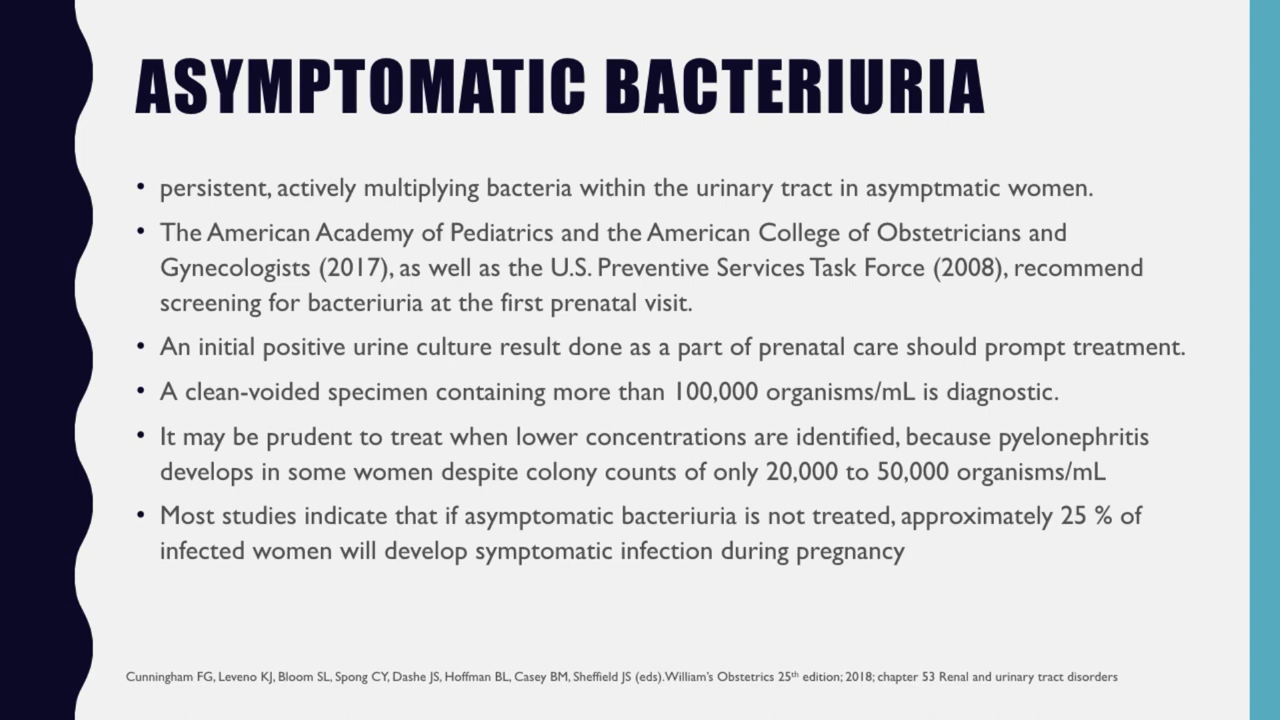 ASYMPTOMATIC BACTERIURIA
• persistent, actively multiplying bacteria within the urinary tract in asymptmatic women.
• The American Academy of Pediatrics and the American College of Obstetricians and
Gynecologists (2017), as well as the U.S. Preventive Services Task Force (2008), recommend
screening for bacteriuria at the first prenatal visit.
• An initial positive urine culture result done as a part of prenatal care should prompt treatment.
• A clean-voided specimen containing more than 100,000 organisms/mL is diagnostic.
• It may be prudent to treat when lower concentrations are identified, because pyelonephritis
develops in some women despite colony counts of only 20,000 to 50,000 organisms/mL
• Most studies indicate that if asymptomatic bacteriuria is not treated, approximately 25 % of
infected women will develop symptomatic infection during pregnancy
Cunningham FG, Leveno KJ, Bloom SL, Spong CY, Dashe JS, Hoffman BL, Casey BM, Sheffield JS (eds).William's Obstetrics 25th edition; 2018; chapter 53 Renal and urinary tract disorders